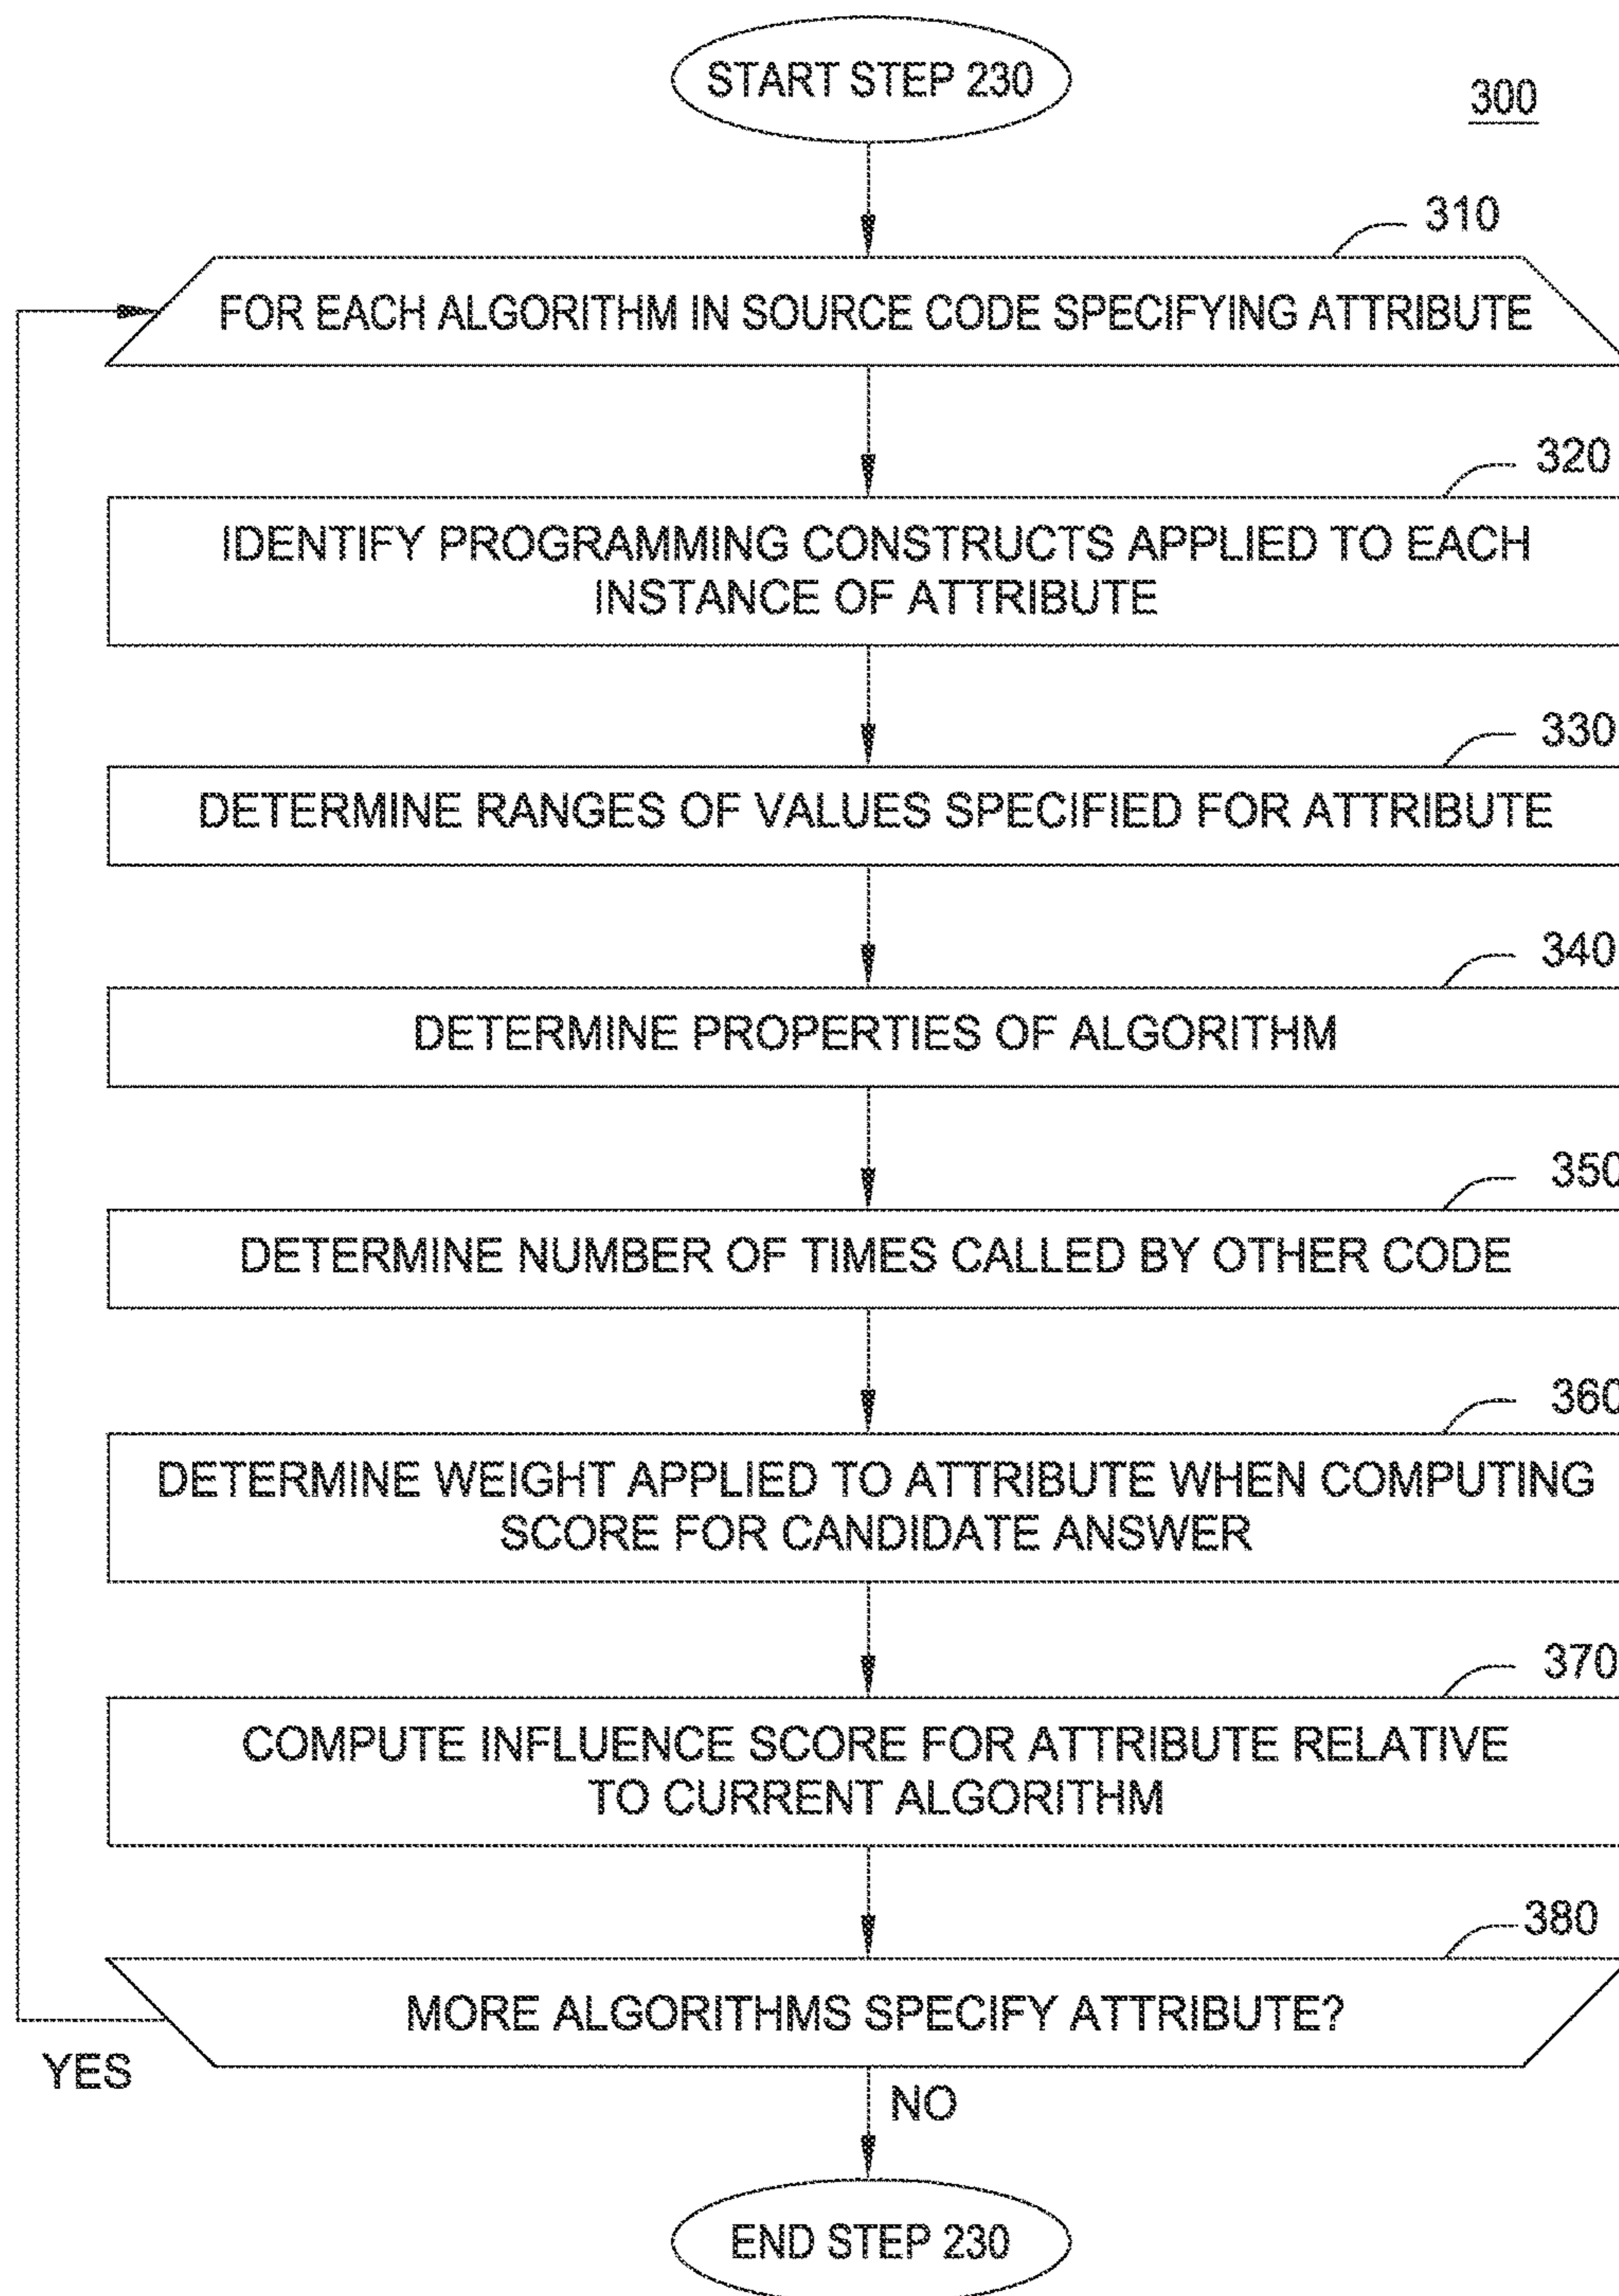 START STEP 230
300
310
FOR EACH ALGORITHM IN SOURCE CODE SPECIFYING ATTRIBUTE
320
IDENTIFY PROGRAMMING CONSTRUCTS APPLIED TO EACH
INSTANCE OF ATTRIBUTE
330
DETERMINE RANGES OF VALUES SPECIFIED FOR ATTRIBUTE
340
DETERMINE PROPERTIES OF ALGORITHM
350
DETERMINE NUMBER OF TIMES CALLED BY OTHER CODE
360
DETERMINE WEIGHT APPLIED TO ATTRIBUTE WHEN COMPUTING
SCORE FOR CANDIDATE ANSWER
370
COMPUTE INFLUENCE SCORE FOR ATTRIBUTE RELATIVE
TO CURRENT ALGORITHM
380
MORE ALGORITHMS SPECIFY ATTRIBUTE?
YES
NO
END STEP 230